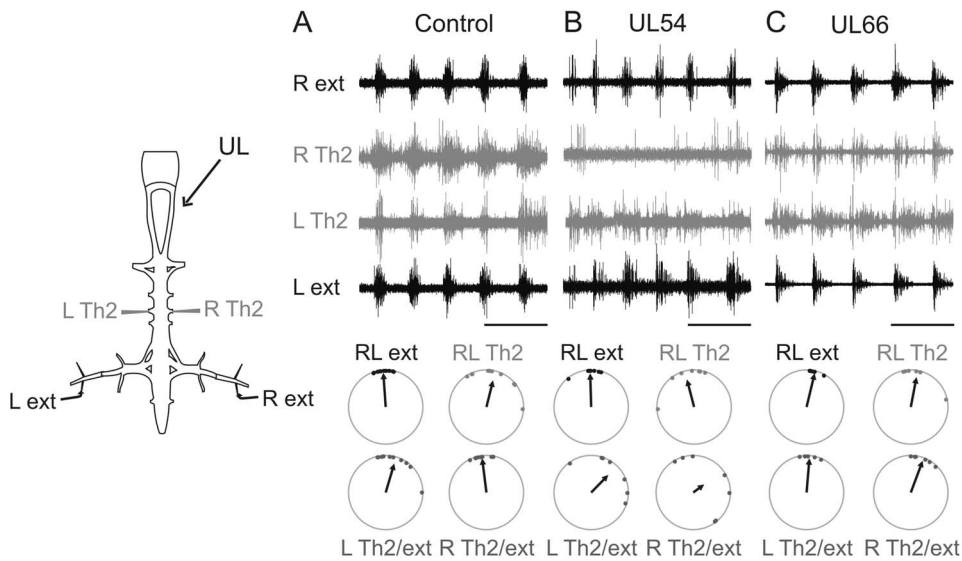 A Control B UL54 C UL66
R ext
R Th2
L Th2
L ext
UL
L Th2 R Th2
L ext R ext
RL ext RL Th2 RL ext RL Th2 RL ext RL Th2
L Th2/ext R Th2/ext L Th2/ext R Th2/ext L Th2/ext R Th2/ext